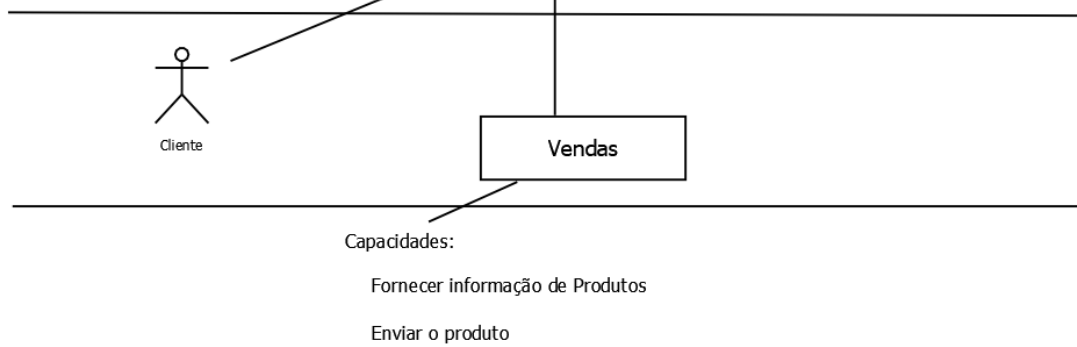 Cliente
Vendas
Capacidades:
Fornecer informação de Produtos
Enviar o produto